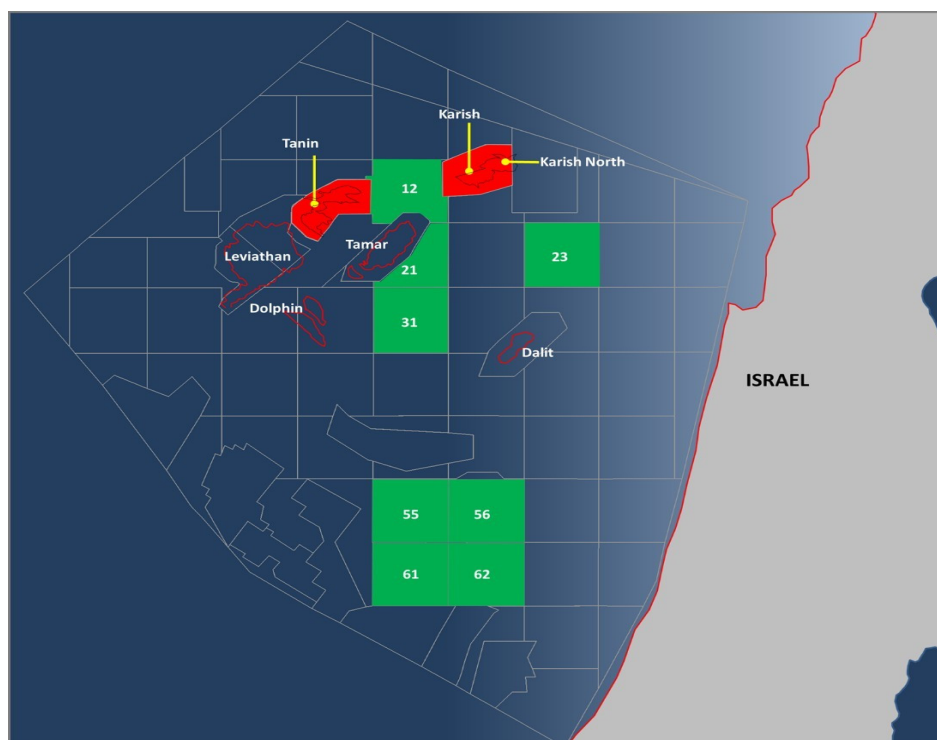 Karish
Tanin
Karish North
12
Tamar
Leviathan
21
23
Dolphin
31
Dalit
ISRAEL
55
56
61
62